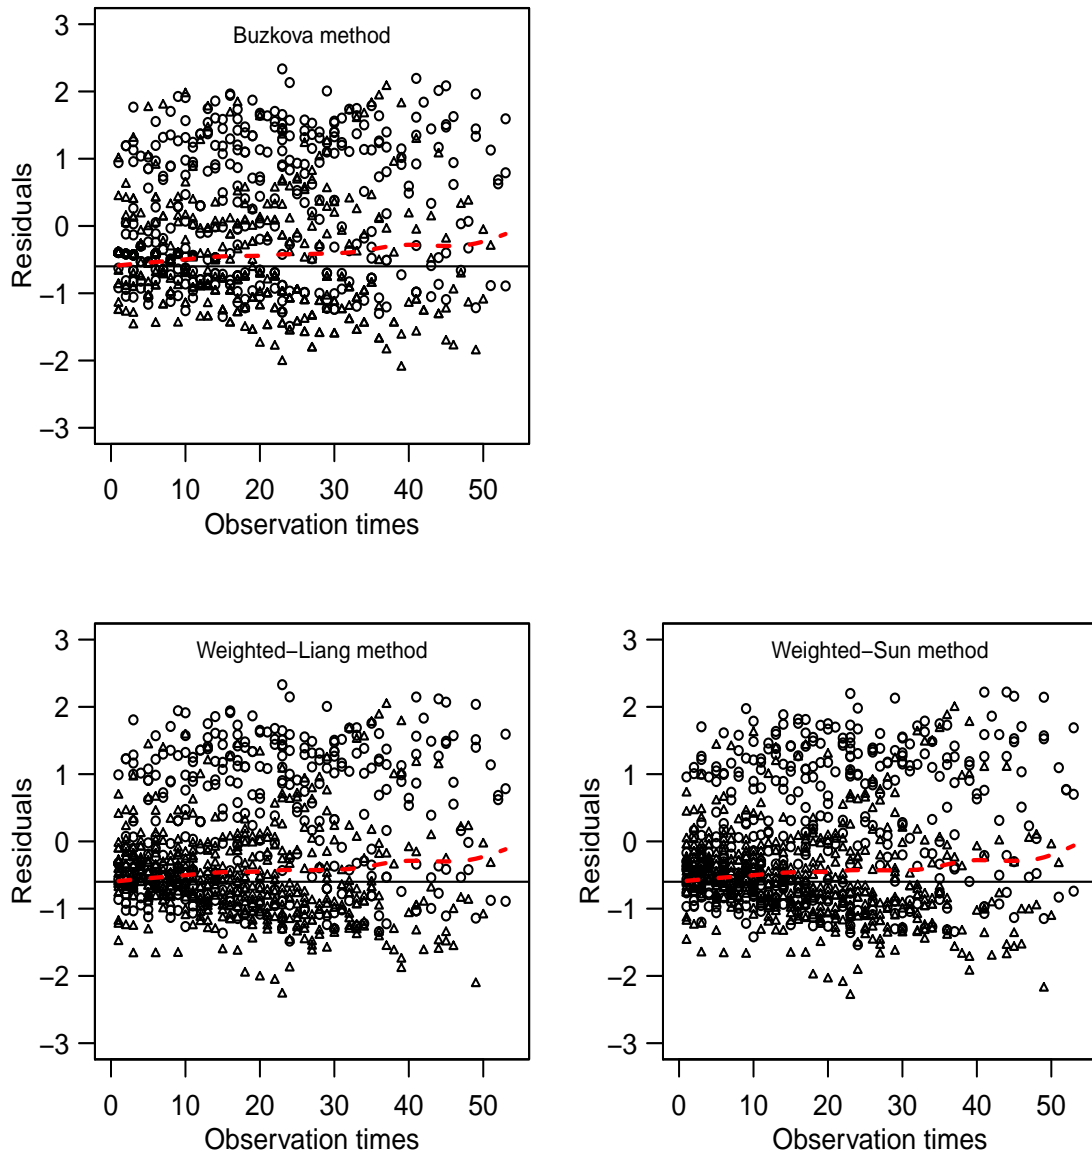 Buzkova method
3
2
1
0
−1
−2
−3
Residuals
0 10 20 30 40 50
Observation times
Weighted−Liang method
3
2
1
0
−1
−2
−3
Residuals
0 10 20 30 40 50
Observation times
Weighted−Sun method
3
2
1
0
−1
−2
−3
Residuals
0 10 20 30 40 50
Observation times